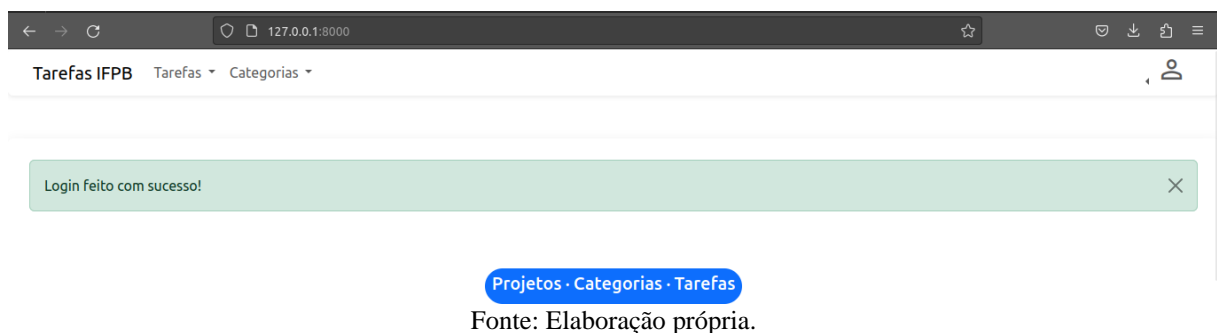 127.0.0.1:8000
Tarefas IFPB Tarefas Categorias
Login feito com sucesso!
Projetos · Categorias · Tarefas
Fonte: Elaboração própria.